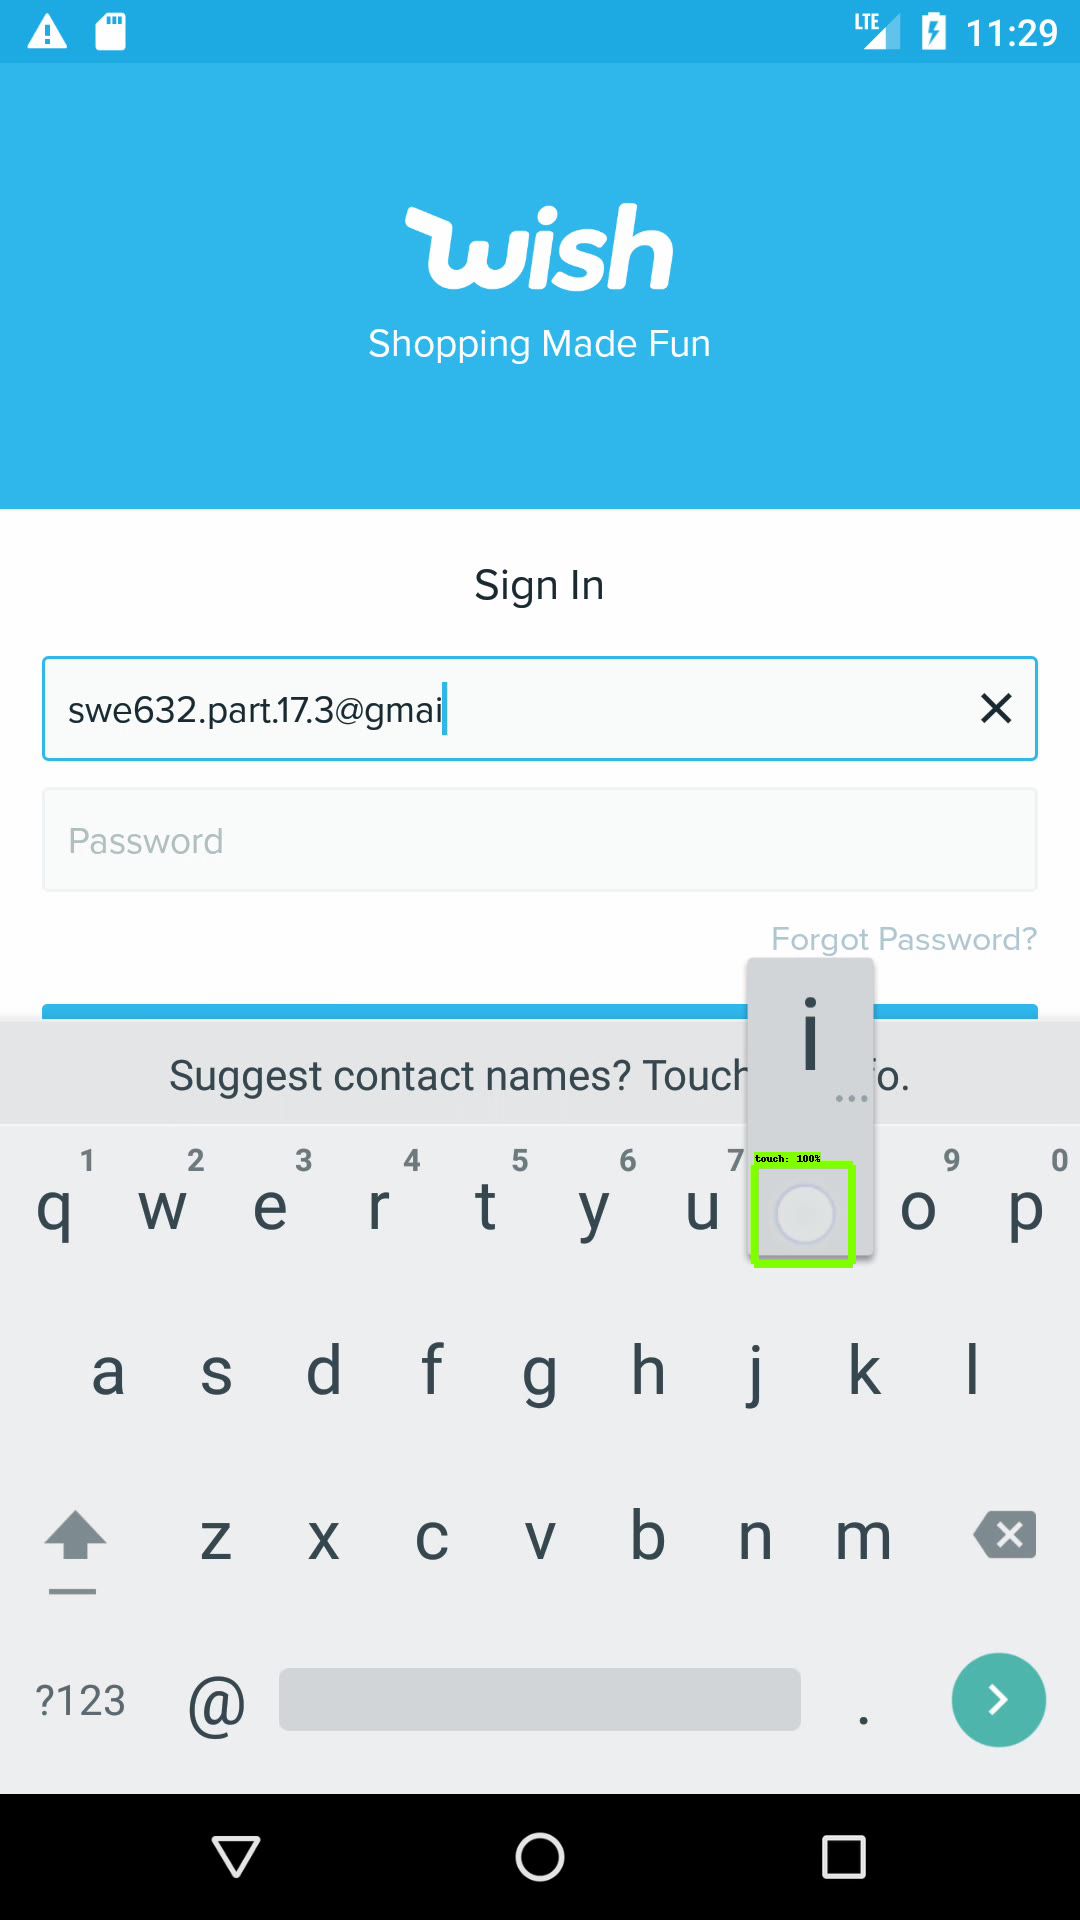 LTE 11:29
wish
Shopping Made Fun
Sign In
swe632.part.17.3@gmai
Password
Forgot Password?
i
Suggest contact names? Touch fo.
...
touch: 100%
1 2 3 4 5 6 7 9 0
q w e r t y u o p
a s d f g h j k l
z x c v b n m
?123 @ .